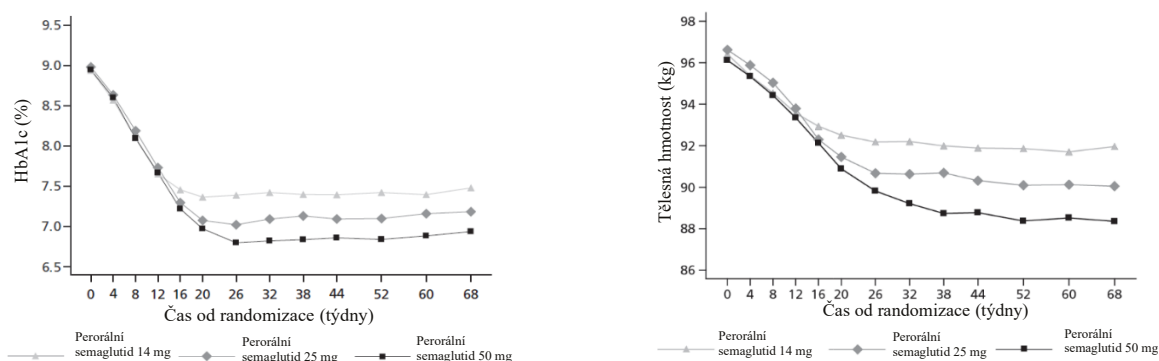 HbA1c (%)
9.5
9.0
8.5
8.0
7.5
7.0
6.5
0 4 8 12 16 20 26 32 38 44 52 60 68
Čas od randomizace (týdny)
Perorální
semaglutid 14 mg
Perorální
semaglutid 25 mg
Perorální
semaglutid 50 mg
Tělesná hmotnost (kg)
98
96
94
92
90
88
86
0 4 8 12 16 20 26 32 38 44 52 60 68
Čas od randomizace (týdny)
Perorální
semaglutid 14 mg
Perorální
semaglutid 25 mg
Perorální
semaglutid 50 mg